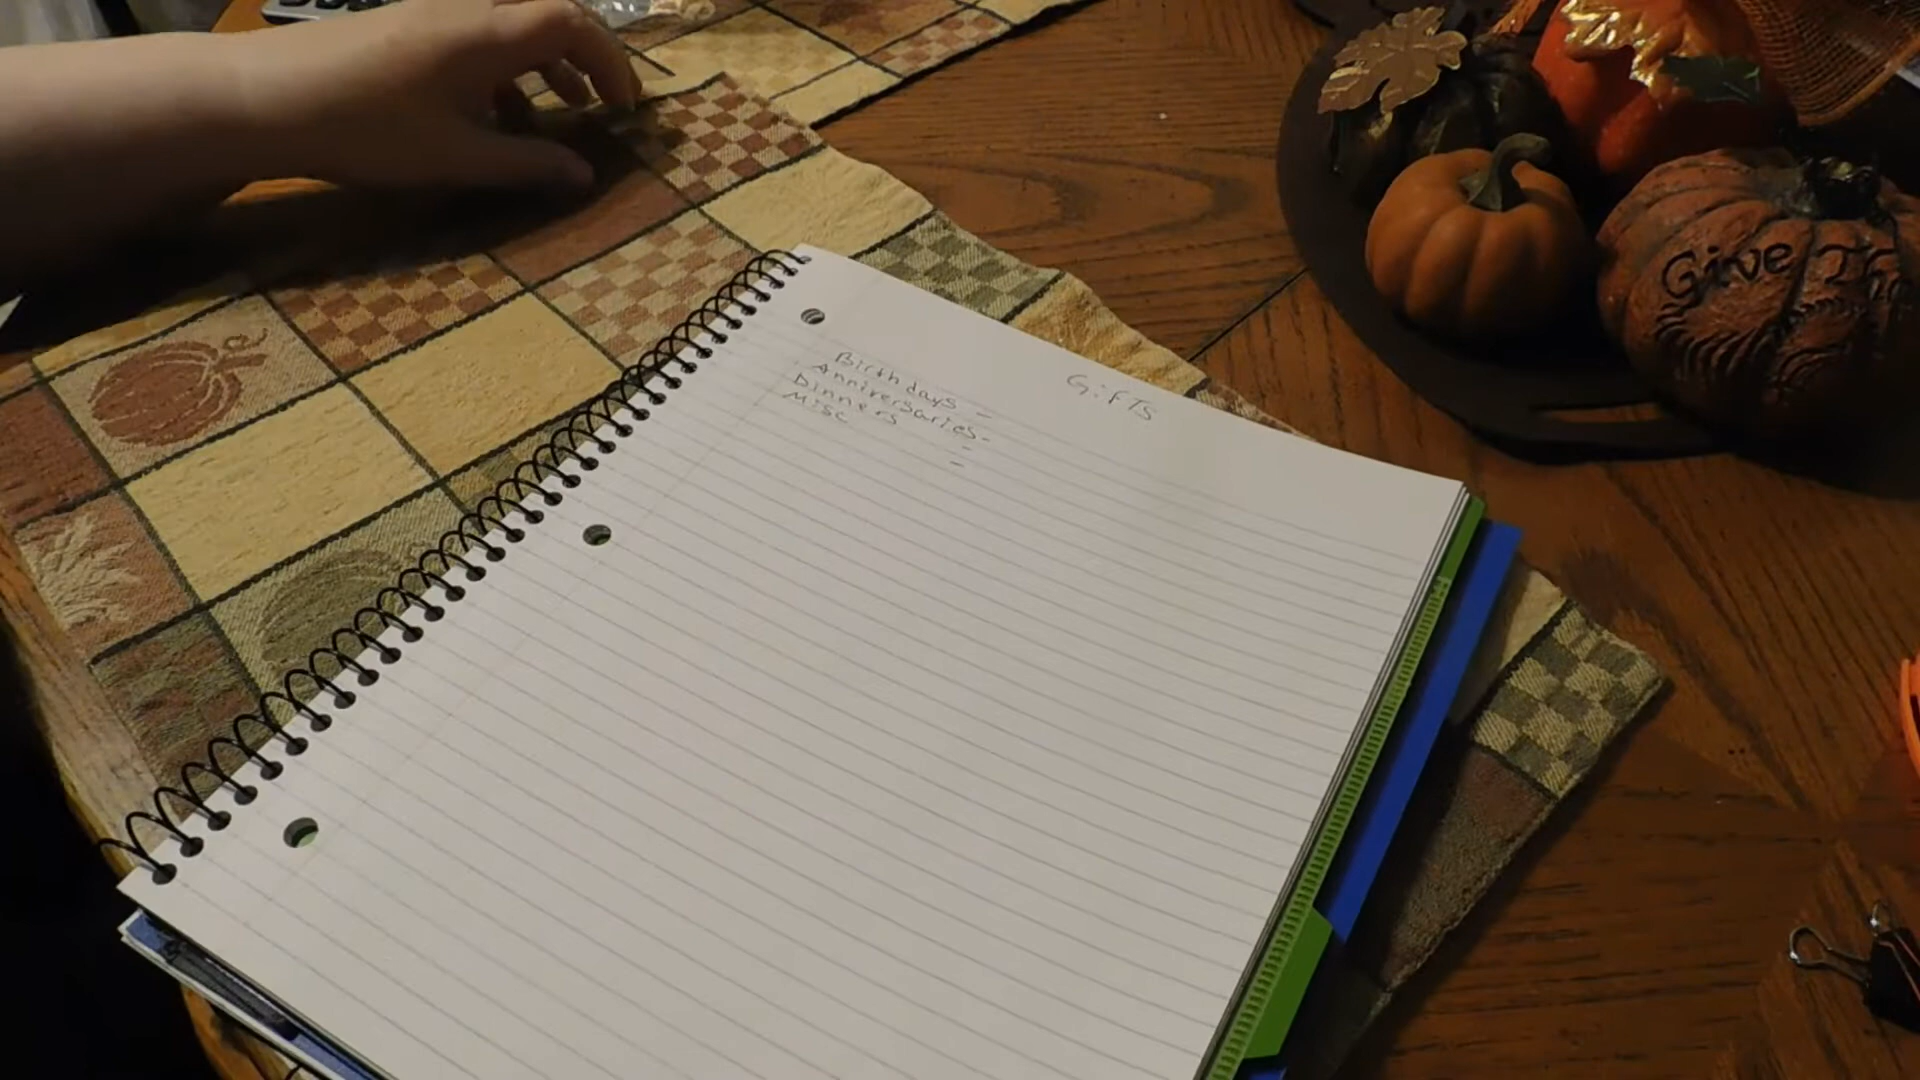 Gifts
Birthdays -
Anniversaries -
Dinners -
Misc -
Give Th